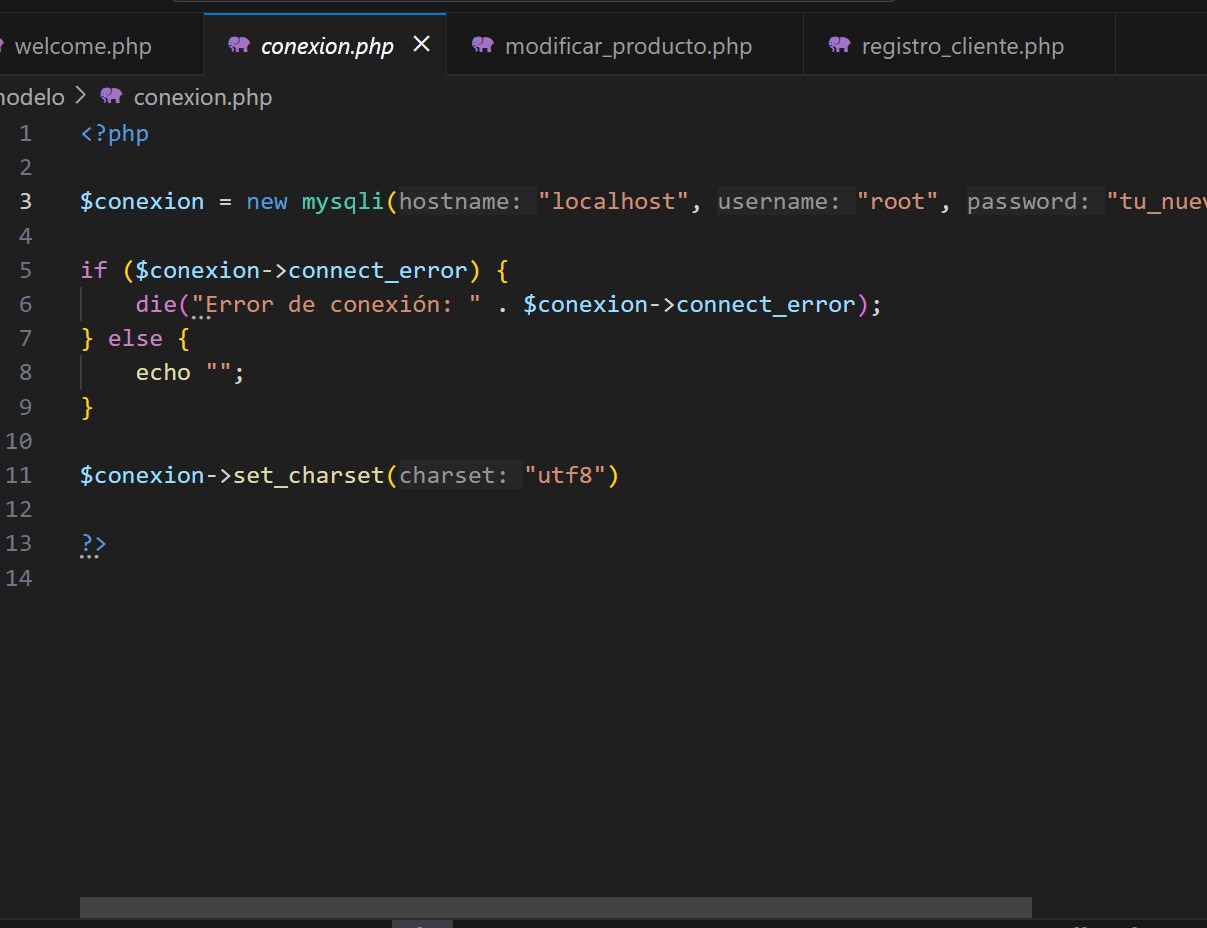 welcome.php conexion.php modificar_producto.php registro_cliente.php
conexion.php
1 <?php
2
3 $conexion = new mysqli(hostname: "localhost", username: "root", password:
4
5 if ($conexion->connect_error) {
6 die("Error de conexión: " . $conexion->connect_error);
7 } else {
8 echo "";
9 }
10
11 $conexion->set_charset(charset: "utf8")
12
13 ?>
14